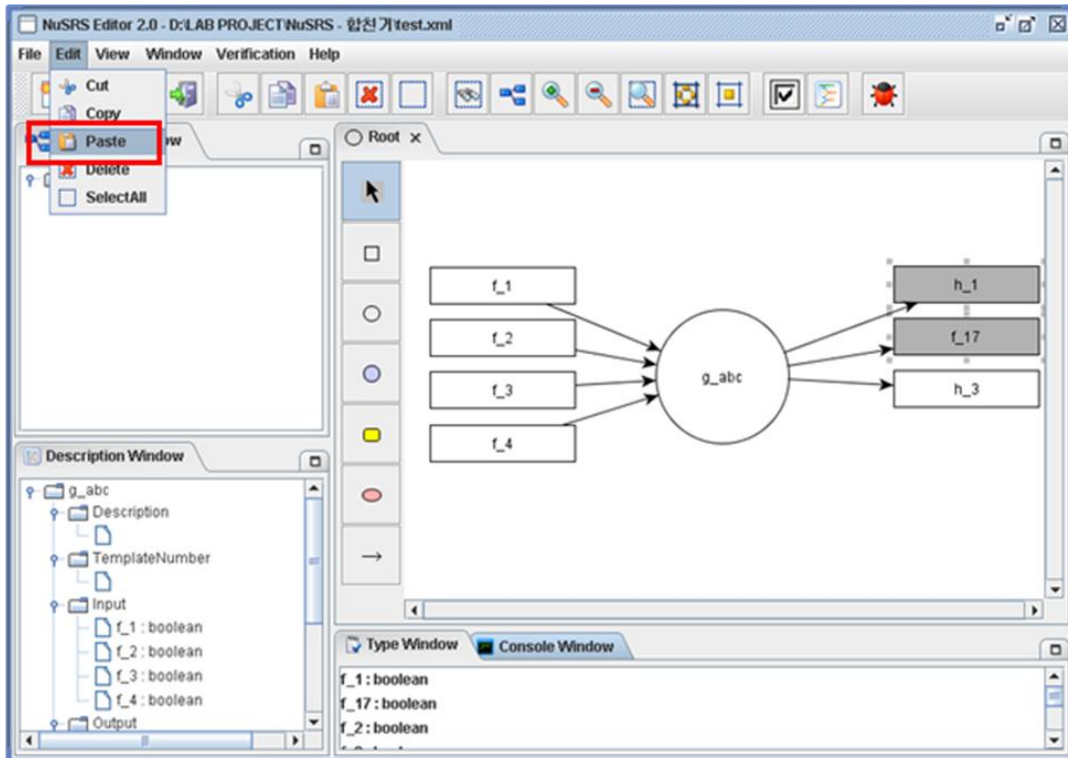 NuSRS Editor 2.0 - D:\LAB PROJECT\NuSRS - 합친거\test.xml
File Edit View Window Verification Help
Cut
Copy
Paste
Delete
SelectAll
Root
f_1
f_2
f_3
f_4
g_abc
h_1
f_17
h_3
Description Window
g_abc
Description
TemplateNumber
Input
f_1 : boolean
f_2 : boolean
f_3 : boolean
f_4 : boolean
Output
Type Window Console Window
f_1 : boolean
f_17 : boolean
f_2 : boolean